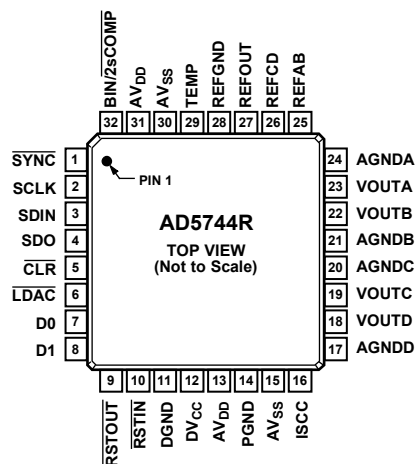 BIN/2sCOMP
AVDD
AVSS
TEMP
REFGND
REFOUT
REFCD
REFAB
32 31 30 29 28 27 26 25
SYNC 1
SCLK 2
SDIN 3
SDO 4
CLR 5
LDAC 6
D0 7
D1 8
PIN 1
AD5744R
TOP VIEW
(Not to Scale)
24 AGNDA
23 VOUTA
22 VOUTB
21 AGNDB
20 AGNDC
19 VOUTC
18 VOUTD
17 AGNDD
9 10 11 12 13 14 15 16
RSTOUT
RSTIN
DGND
DVCC
AVDD
PGND
AVSS
ISCC